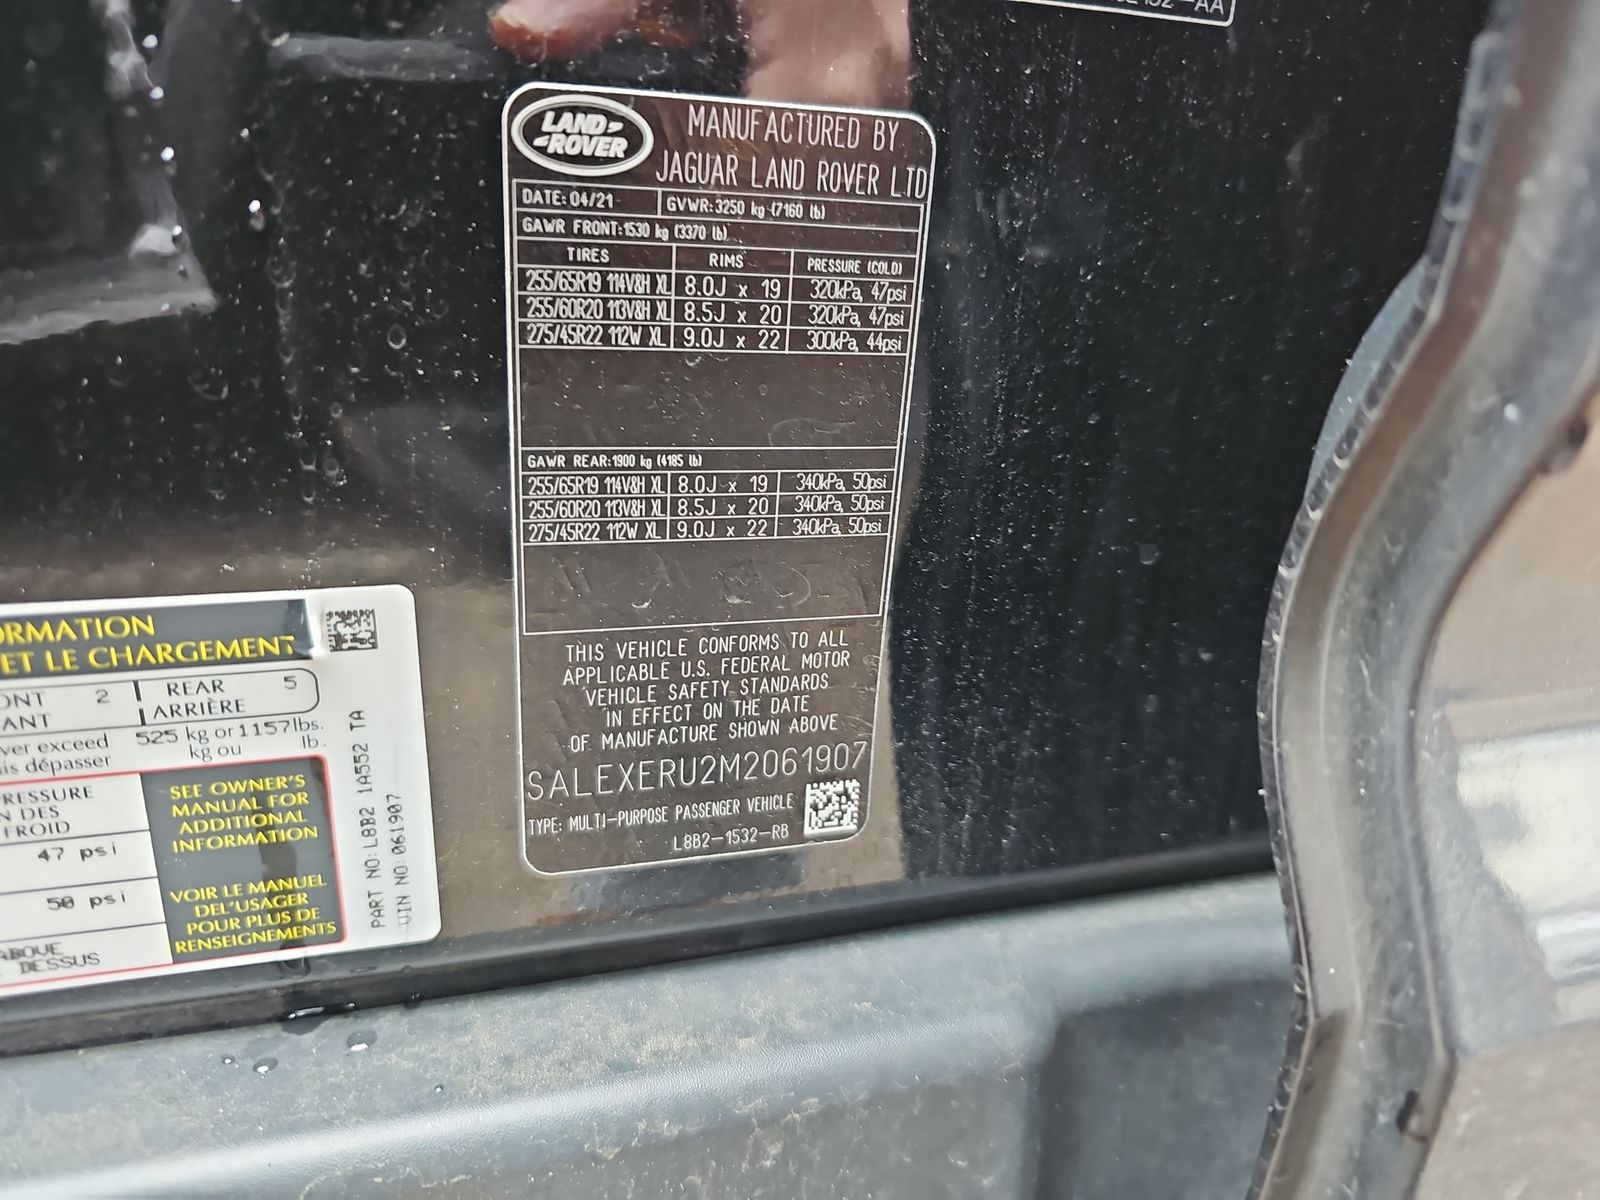 32152-AA
LAND-
ROVER
MANUFACTURED BY
JAGUAR LAND ROVER LTD
DATE: 04/21 GVWR: 3250 kg (7160 lb)
GAWR FRONT: 1530 kg (3370 lb)
TIRES RIMS PRESSURE (COLD)
255/65R19 114V&H XL 8.0J x 19 320kPa, 47psi
255/60R20 113V&H XL 8.5J x 20 320kPa, 47psi
275/45R22 112W XL 9.0J x 22 300kPa, 44psi
GAWR REAR: 1900 kg (4185 lb)
255/65R19 114V&H XL 8.0J x 19 340kPa, 50psi
255/60R20 113V&H XL 8.5J x 20 340kPa, 50psi
275/45R22 112W XL 9.0J x 22 340kPa, 50psi
THIS VEHICLE CONFORMS TO ALL
APPLICABLE U.S. FEDERAL MOTOR
VEHICLE SAFETY STANDARDS
IN EFFECT ON THE DATE
OF MANUFACTURE SHOWN ABOVE
SALEXERU2M2061907
TYPE: MULTI-PURPOSE PASSENGER VEHICLE
L8B2-1532-RB
ORMATION
ET LE CHARGEMENT
ONT 2 REAR 5
ANT ARRIÈRE
ver exceed 525 kg or 1157 lbs.
is dépasser kg ou lb.
RESSURE
N DES
FROID
47 psi
50 psi
ABOVE
DESSUS
SEE OWNER'S
MANUAL FOR
ADDITIONAL
INFORMATION
VOIR LE MANUEL
DEL'USAGER
POUR PLUS DE
RENSEIGNEMENTS
PART NO: L8B2 1A552 TA
VIN NO: 061907